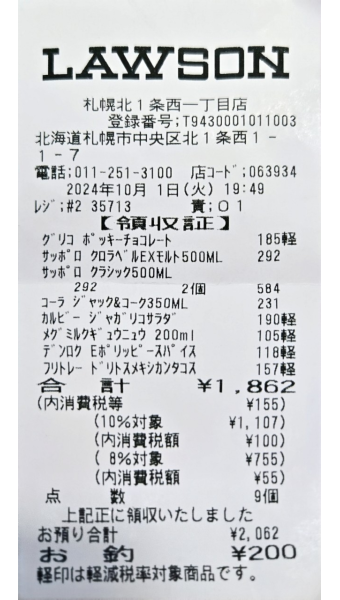 LAWSON
札幌北1条西一丁目店
登録番号;T9430001011003
北海道札幌市中央区北1条西1-
1-7
電話;011-251-3100 店コード;063934
2024年10月 1日(火) 19:49
レジ;#2 35713 責;01
【領収証】
グリコ ポッキーチョコレート 185軽
サッポロ クロラベルEXモルト500ML 292
サッポロ クラシック500ML
292 2個 584
コーラ ジャック&コーク350ML 231
カルビー ジャガリコサラダ 190軽
メグミルクギュウニュウ 200ml 105軽
デンロク Eポリッピースパイス 118軽
フリトレー ドリトスメキシカンタコス 157軽
合 計 ¥1,862
(内消費税等 ¥155)
(10%対象 ¥1,107)
(内消費税額 ¥100)
( 8%対象 ¥755)
(内消費税額 ¥55)
点 数 9個
上記正に領収いたしました
お預り合計 ¥2,062
お 釣 ¥200
軽印は軽減税率対象商品です。